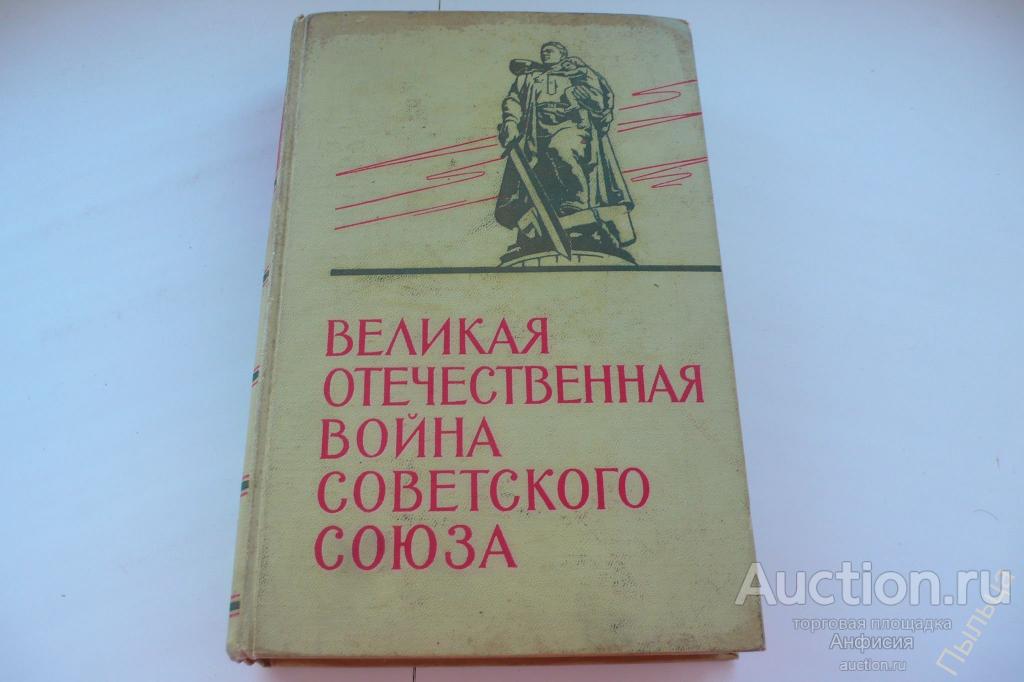 ВЕЛИКАЯ
ОТЕЧЕСТВЕННАЯ
ВОЙНА
СОВЕТСКОГО
СОЮЗА
Auction.ru
торговая площадка
Анфисия
auction.ru